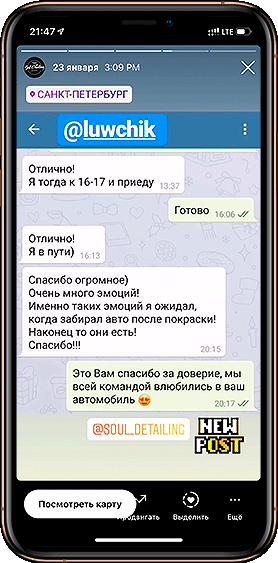 21:47
LTE
23 января 3:09 PM
САНКТ-ПЕТЕРБУРГ
@luwchik
Отлично!
Я тогда к 16-17 и приеду 13:37
Готово 16:06
Отлично!
Я в пути) 16:13
Спасибо огромное)
Очень много эмоций!
Именно таких эмоций я ожидал,
когда забирал авто после покраски!
Наконец то они есть!
Спасибо!!! 20:15
Это Вам спасибо за доверие, мы
всей командой влюбились в ваш
автомобиль 😍 20:17
@SOUL_DETAILING
NEW
POST
Посмотреть карту
Продвигать
Выделить
Ещё